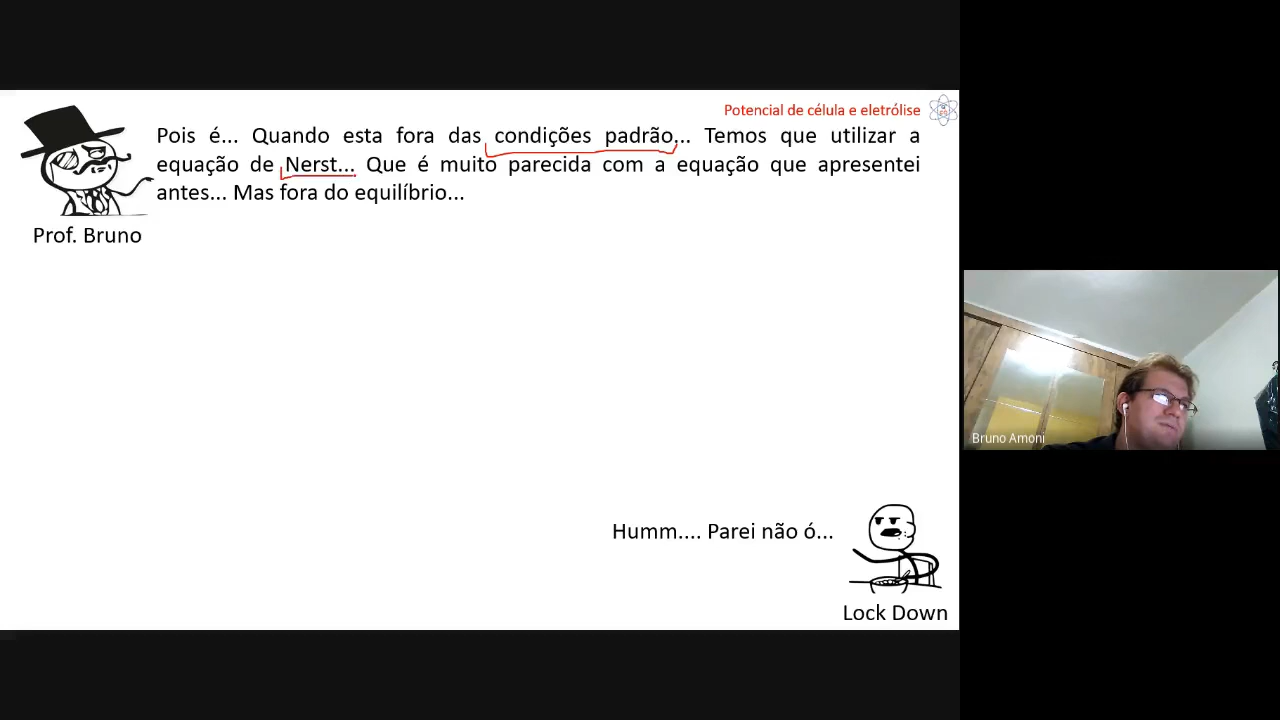 Potencial de célula e eletrólise
Pois é... Quando esta fora das condições padrão... Temos que utilizar a
equação de Nerst... Que é muito parecida com a equação que apresentei
antes... Mas fora do equilíbrio...
Prof. Bruno
Bruno Amoni
Humm.... Parei não ó...
Lock Down